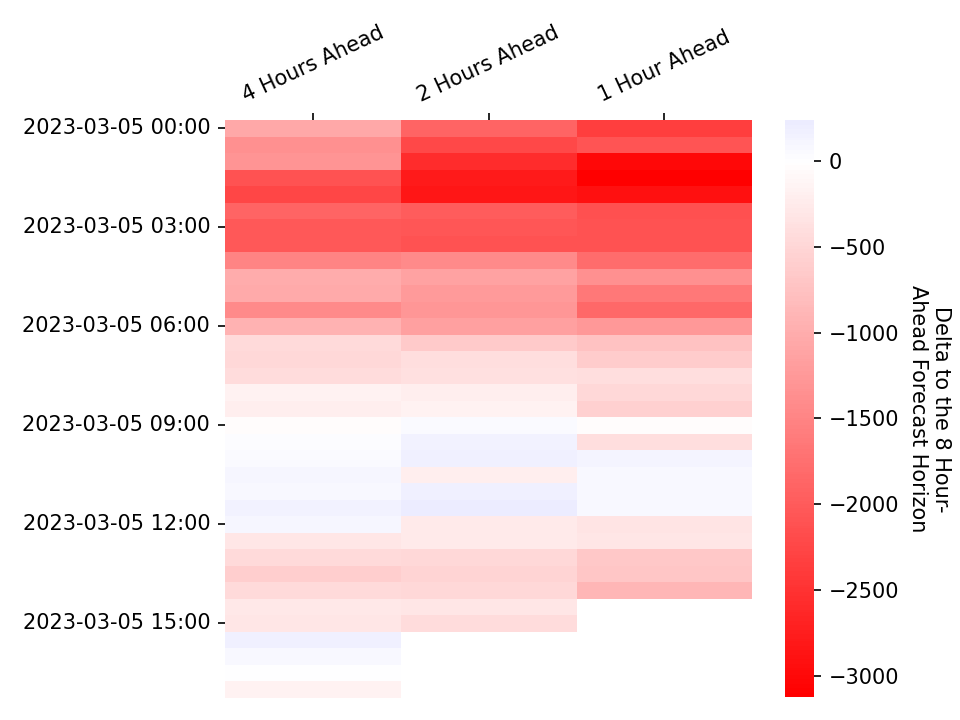 4 Hours Ahead
2 Hours Ahead
1 Hour Ahead
2023-03-05 00:00
2023-03-05 03:00
2023-03-05 06:00
2023-03-05 09:00
2023-03-05 12:00
2023-03-05 15:00
0
−500
−1000
−1500
−2000
−2500
−3000
Delta to the 8 Hour-
Ahead Forecast Horizon